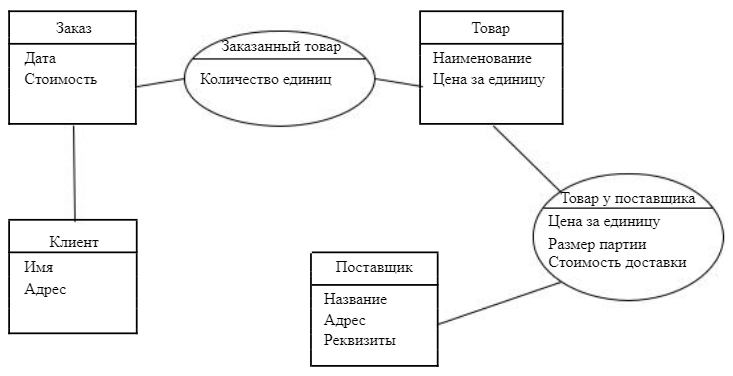 Заказ
Дата
Стоимость
Заказанный товар
Количество единиц
Товар
Наименование
Цена за единицу
Товар у поставщика
Цена за единицу
Размер партии
Стоимость доставки
Клиент
Имя
Адрес
Поставщик
Название
Адрес
Реквизиты